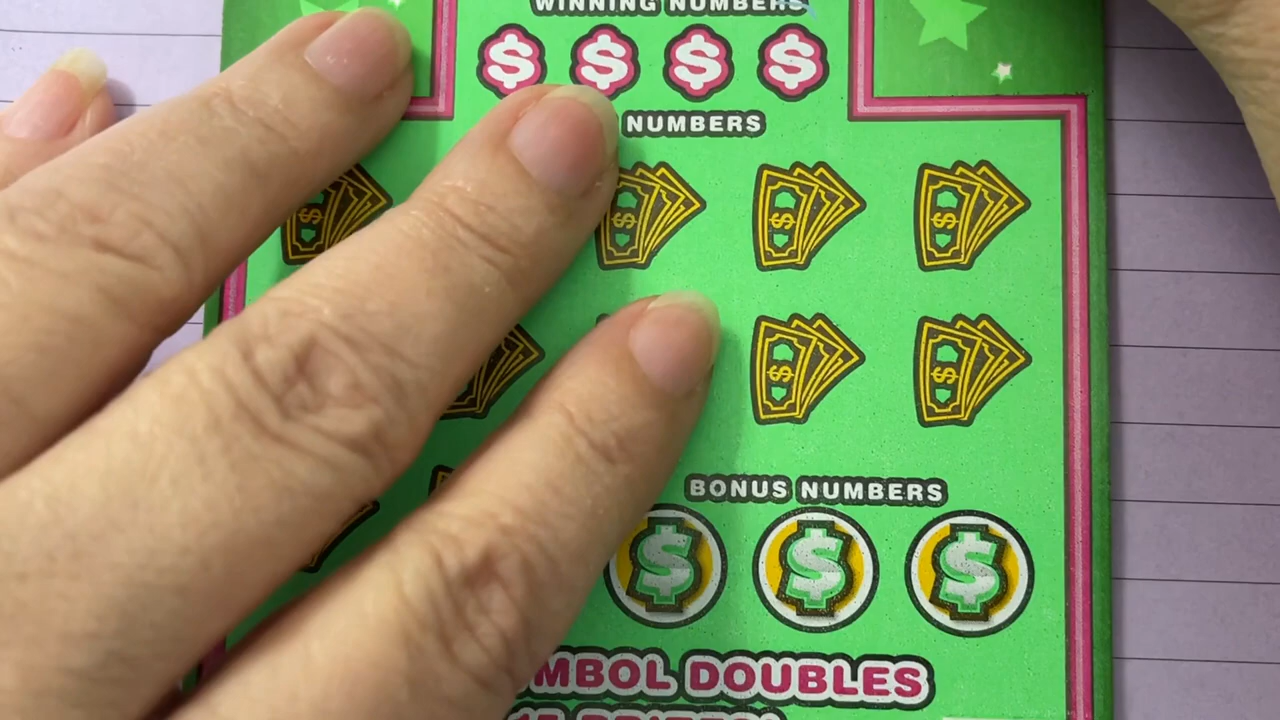 WINNING NUMBERS
$ $ $ $
NUMBERS
$ $ $ $
$ $
BONUS NUMBERS
$ $ $
MBOL DOUBLES